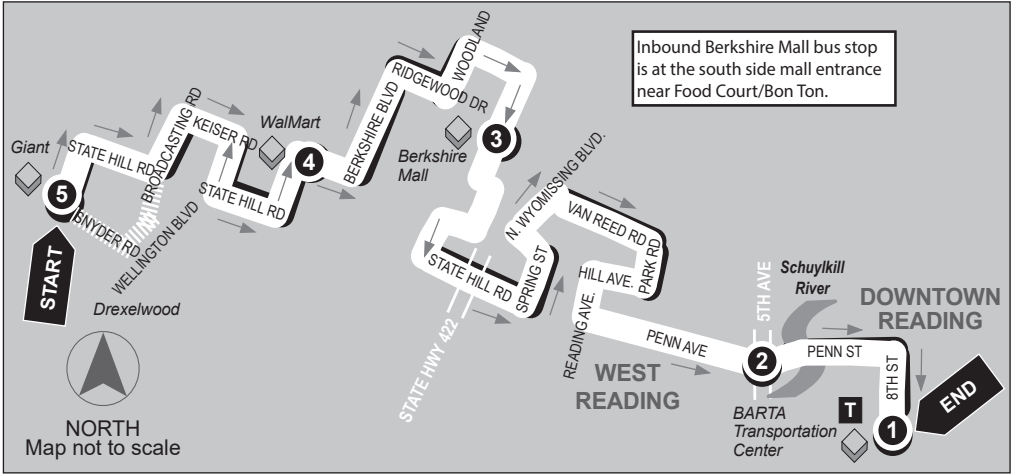 Inbound Berkshire Mall bus stop
is at the south side mall entrance
near Food Court/Bon Ton.
WOODLAND
RIDGEWOOD DR
BERKSHIRE BLVD
BROADCASTING RD
KEISER RD
WalMart
4
Berkshire
Mall
3
Giant
STATE HILL RD
5
SNYDER RD
WELLINGTON BLVD
STATE HILL RD
START
Drexelwood
N. WYOMISSING BLVD.
VAN REED RD
PARK RD
HILL AVE.
SPRING ST
STATE HILL RD
STATE HWY 422
READING AVE.
PENN AVE
WEST
READING
5TH AVE
2
Schuylkill
River
DOWNTOWN
READING
PENN ST
8TH ST
END
1
T
BARTA
Transportation
Center
NORTH
Map not to scale